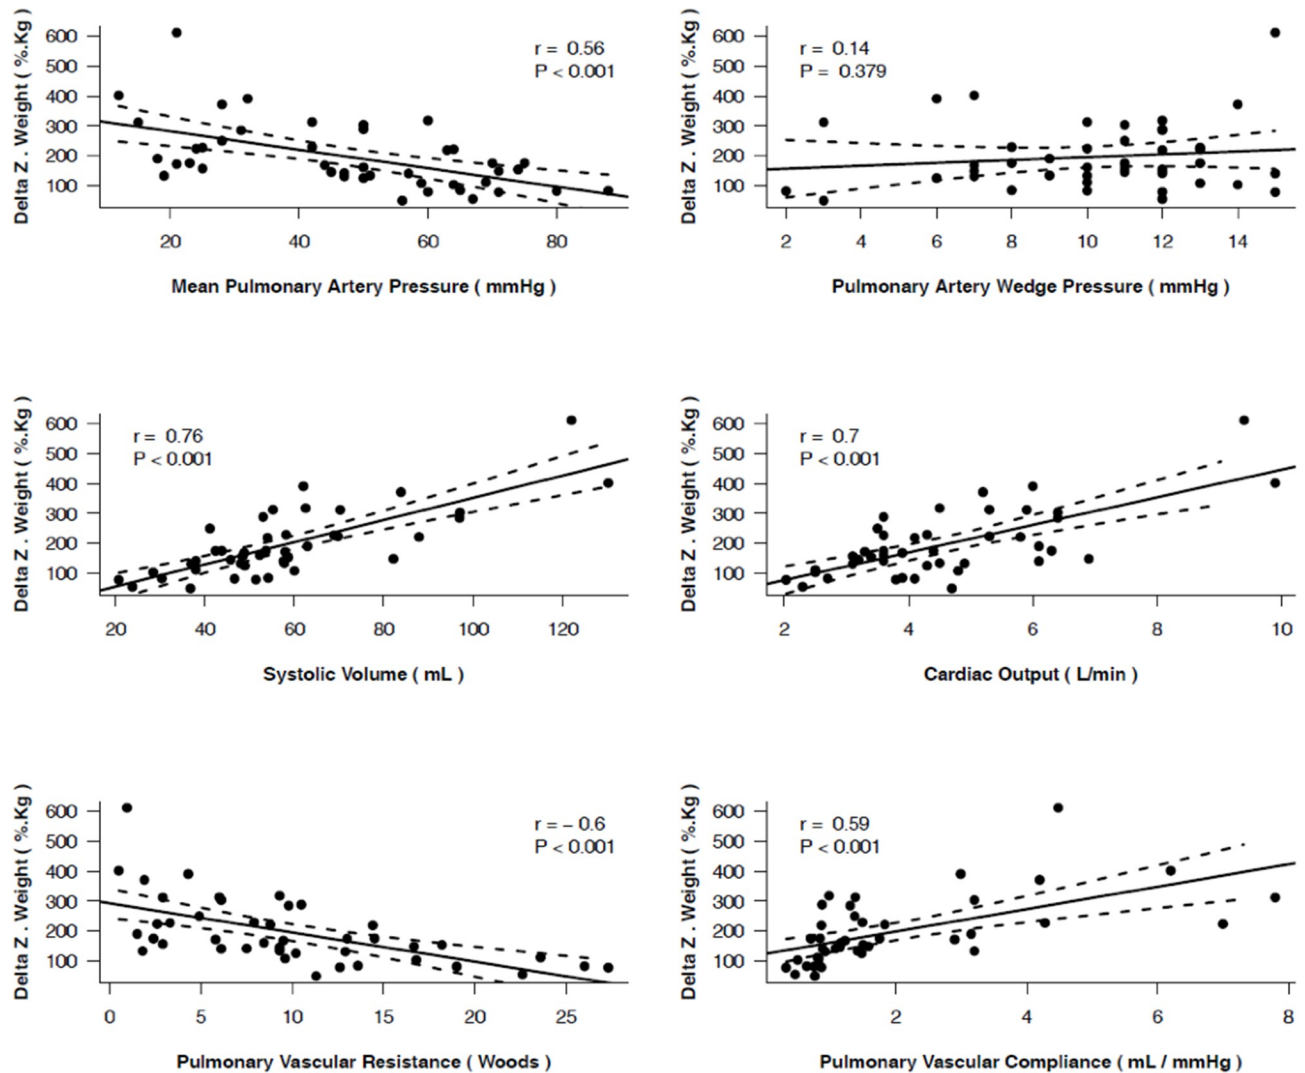 Delta Z . Weight ( %.Kg )
600
500
400
300
200
100
r = 0.56
P < 0.001
20 40 60 80
Mean Pulmonary Artery Pressure ( mmHg )
Delta Z . Weight ( %.Kg )
600
500
400
300
200
100
r = 0.14
P = 0.379
2 4 6 8 10 12 14
Pulmonary Artery Wedge Pressure ( mmHg )
Delta Z . Weight ( %.Kg )
600
500
400
300
200
100
r = 0.76
P < 0.001
20 40 60 80 100 120
Systolic Volume ( mL )
Delta Z . Weight ( %.Kg )
600
500
400
300
200
100
r = 0.7
P < 0.001
2 4 6 8 10
Cardiac Output ( L/min )
Delta Z . Weight ( %.Kg )
600
500
400
300
200
100
r = – 0.6
P < 0.001
0 5 10 15 20 25
Pulmonary Vascular Resistance ( Woods )
Delta Z . Weight ( %.Kg )
600
500
400
300
200
100
r = 0.59
P < 0.001
2 4 6 8
Pulmonary Vascular Compliance ( mL / mmHg )